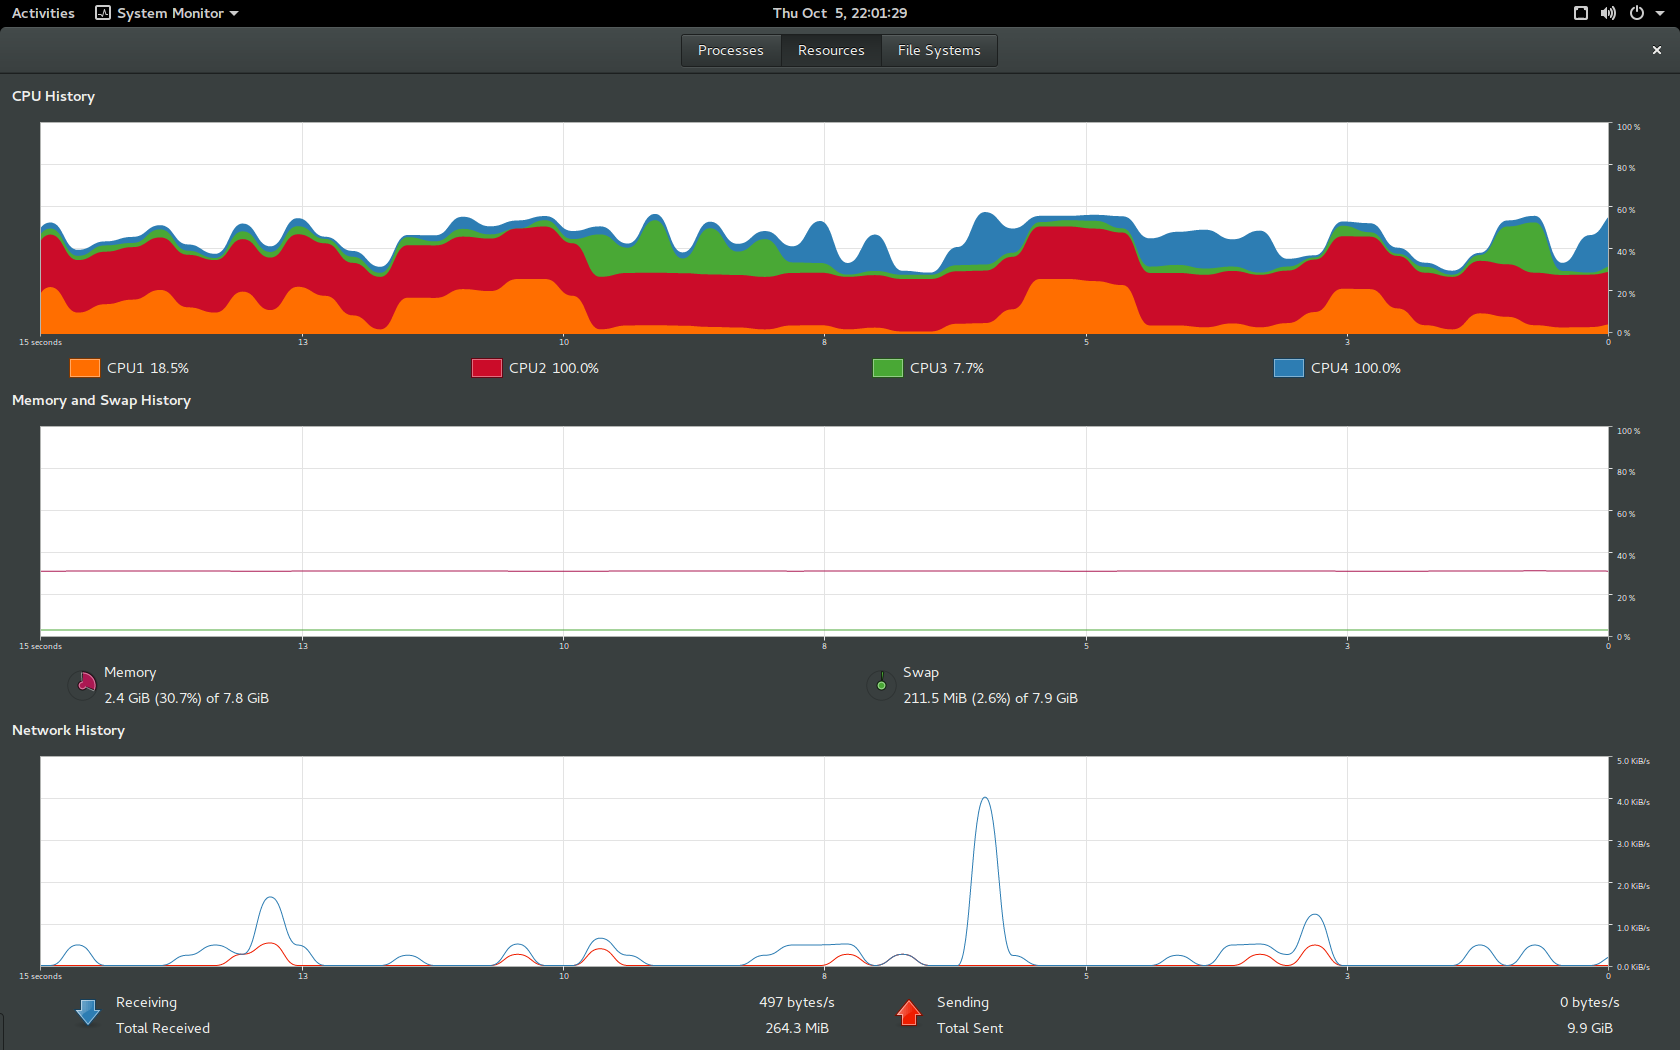 Activities System Monitor Thu Oct 5, 22:01:29
Processes Resources File Systems
CPU History
100 %
80 %
60 %
40 %
20 %
0 %
15 seconds 13 10 8 5 3 0
CPU1 18.5% CPU2 100.0% CPU3 7.7% CPU4 100.0%
Memory and Swap History
100 %
80 %
60 %
40 %
20 %
0 %
15 seconds 13 10 8 5 3 0
Memory Swap
2.4 GiB (30.7%) of 7.8 GiB 211.5 MiB (2.6%) of 7.9 GiB
Network History
5.0 KiB/s
4.0 KiB/s
3.0 KiB/s
2.0 KiB/s
1.0 KiB/s
0.0 KiB/s
15 seconds 13 10 8 5 3 0
Receiving 497 bytes/s Sending 0 bytes/s
Total Received 264.3 MiB Total Sent 9.9 GiB